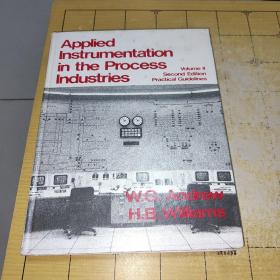 Applied
Instrumentation
in the Process
Industries
Volume II
Second Edition
Practical Guidelines
W.G. Andrew
H.B. Williams